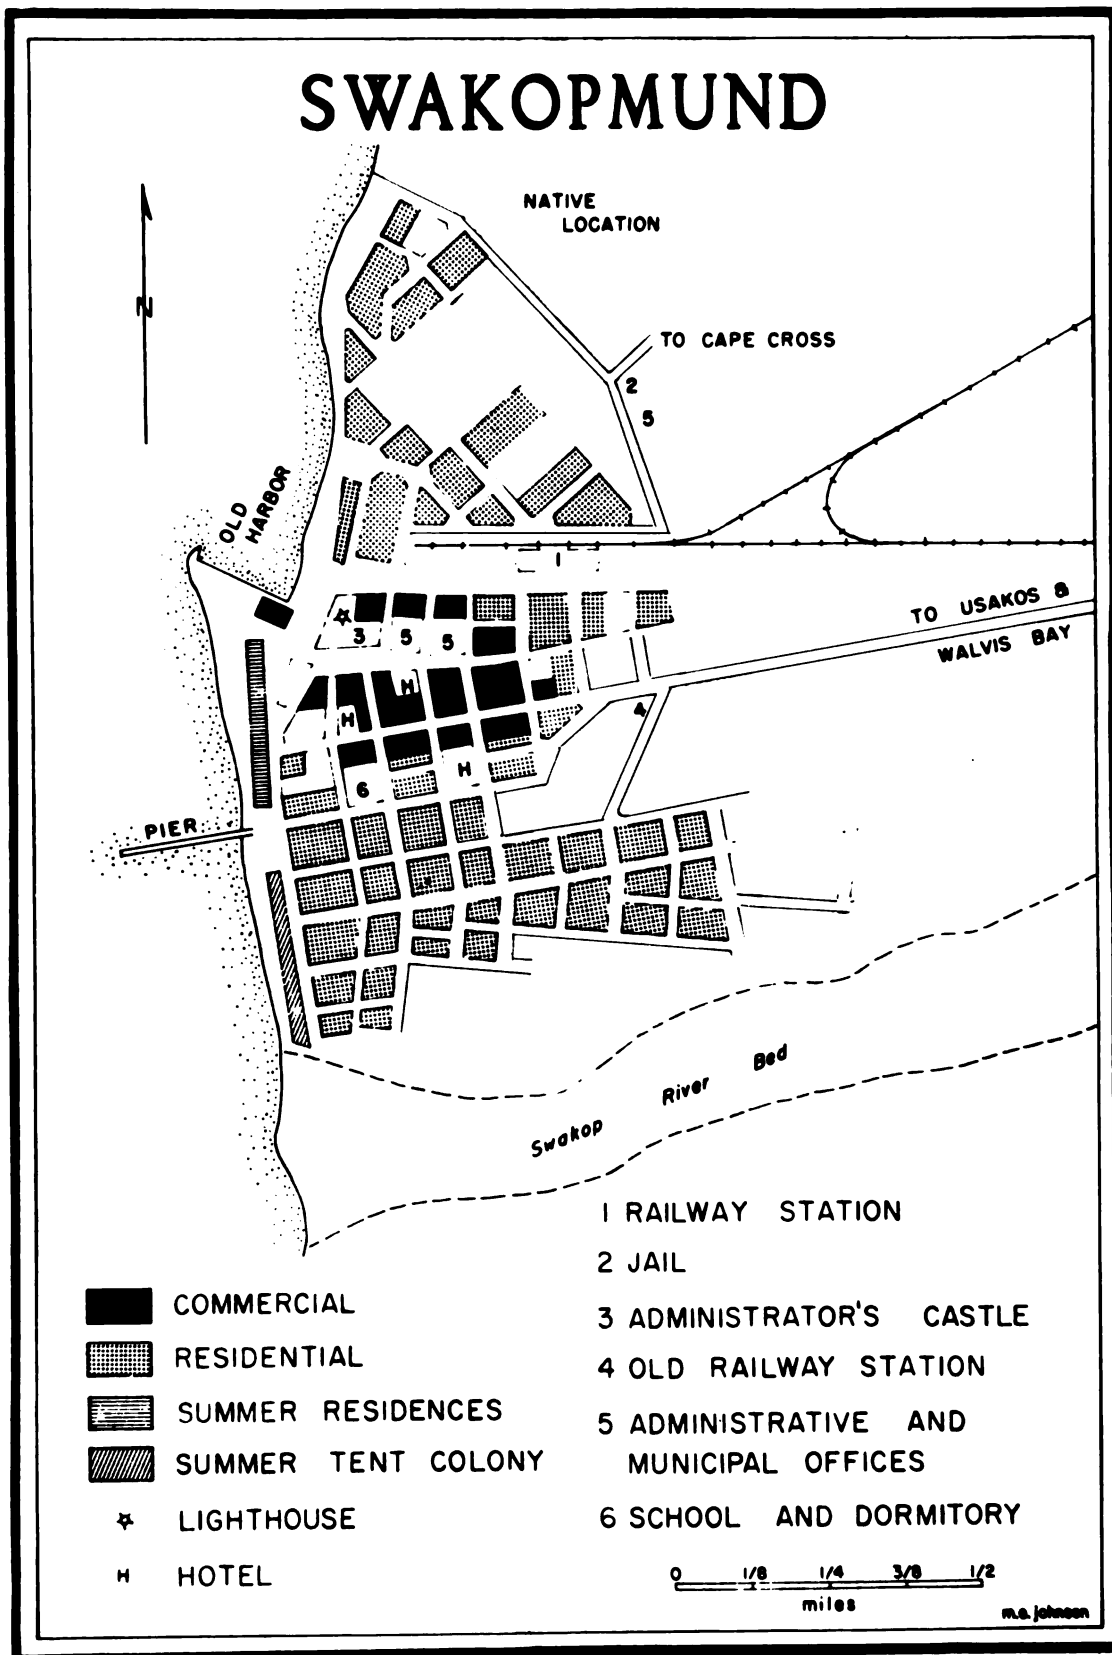 SWAKOPMUND
NATIVE
LOCATION
N
TO CAPE CROSS
2
5
OLD
HARBOR
1
TO USAKOS &
WALVIS BAY
3
5
5
H
H
4
H
6
PIER
Swakop River Bed
1 RAILWAY STATION
2 JAIL
COMMERCIAL
3 ADMINISTRATOR'S CASTLE
RESIDENTIAL
4 OLD RAILWAY STATION
SUMMER RESIDENCES
5 ADMINISTRATIVE AND
MUNICIPAL OFFICES
SUMMER TENT COLONY
6 SCHOOL AND DORMITORY
LIGHTHOUSE
H HOTEL
0 1/8 1/4 3/8 1/2
miles
m.a. johnson